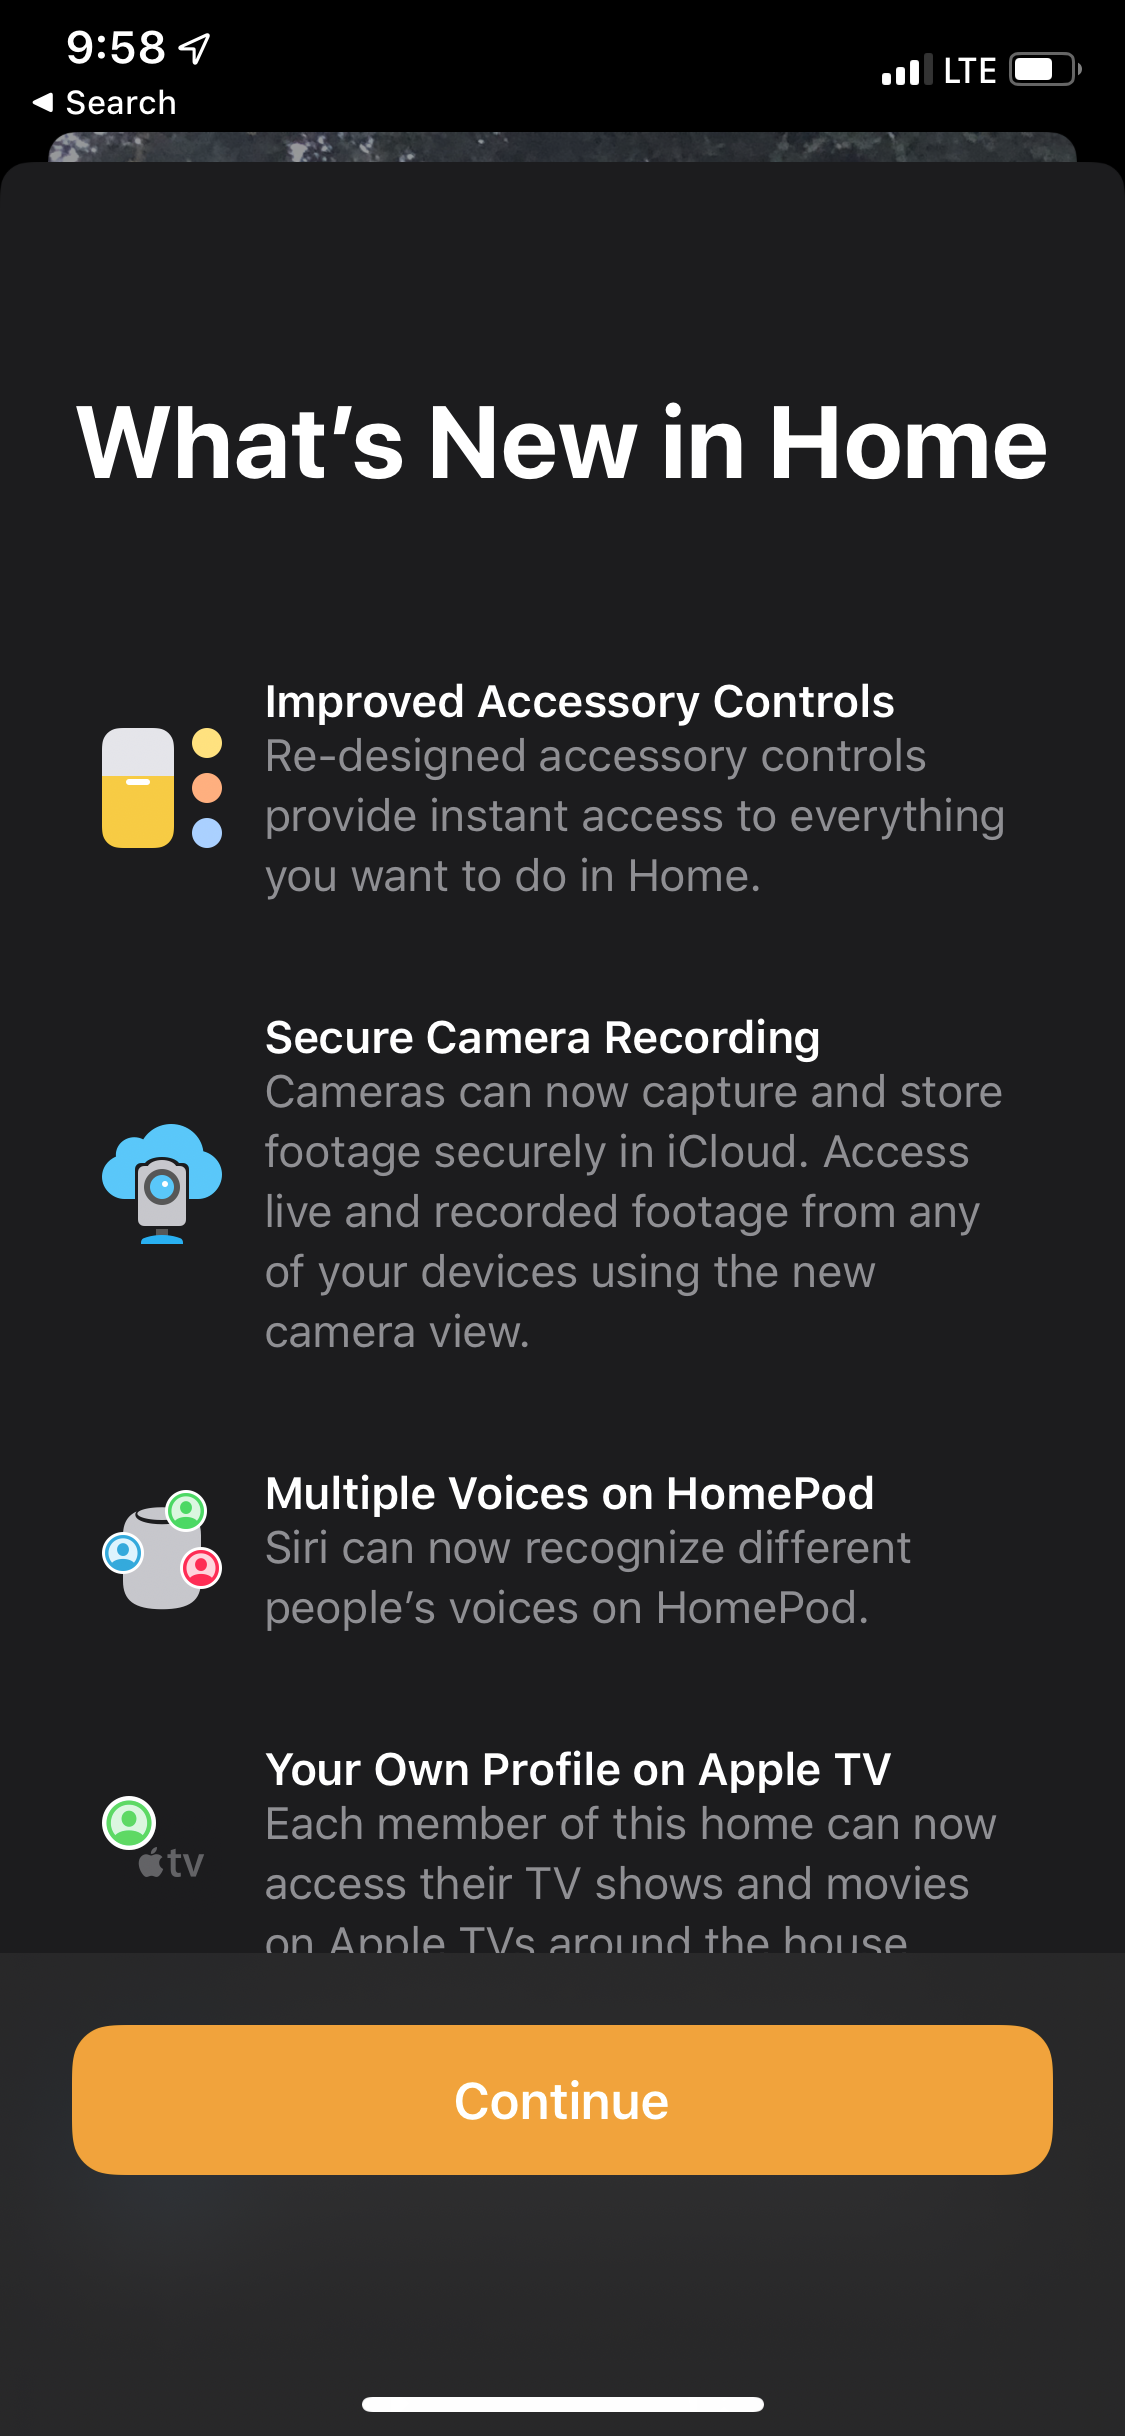 9:58
LTE
Search
What’s New in Home
Improved Accessory Controls
Re-designed accessory controls
provide instant access to everything
you want to do in Home.
Secure Camera Recording
Cameras can now capture and store
footage securely in iCloud. Access
live and recorded footage from any
of your devices using the new
camera view.
Multiple Voices on HomePod
Siri can now recognize different
people’s voices on HomePod.
Your Own Profile on Apple TV
tv
Each member of this home can now
access their TV shows and movies
on Apple TVs around the house
Continue